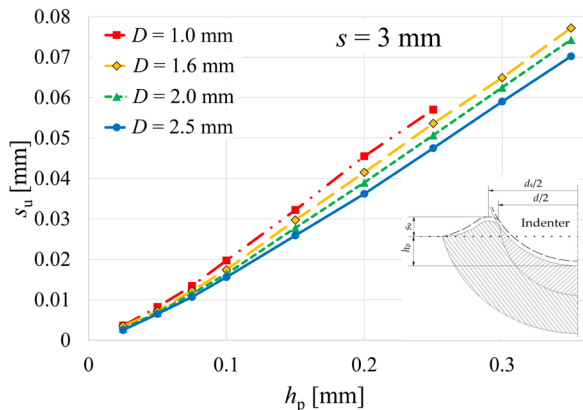 0.08
0.07
0.06
0.05
0.04
0.03
0.02
0.01
0
s_u [mm]
D = 1.0 mm
D = 1.6 mm
D = 2.0 mm
D = 2.5 mm
s = 3 mm
d_s/2
d/2
Indenter
s_u
h_p
0 0.1 0.2 0.3
h_p [mm]